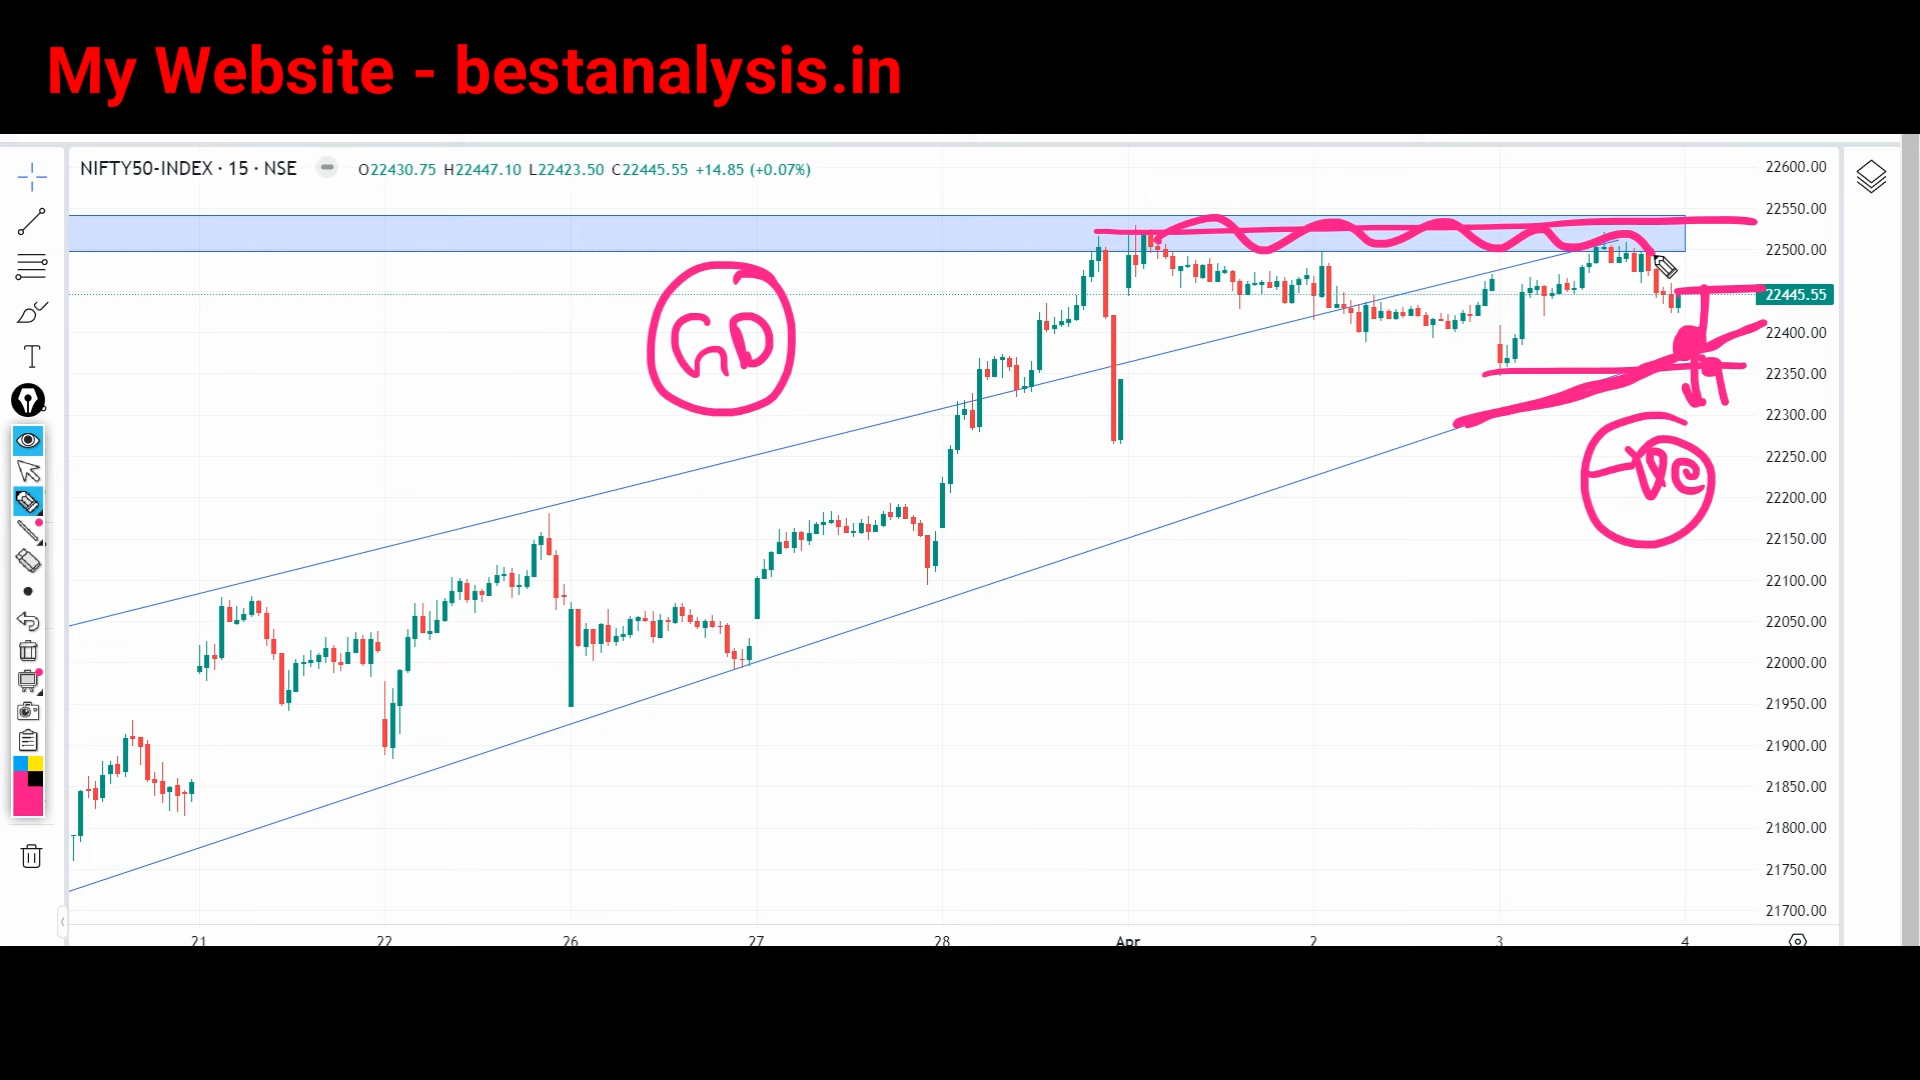 My Website - bestanalysis.in
NIFTY50-INDEX · 15 · NSE
O22430.75 H22447.10 L22423.50 C22445.55 +14.85 (+0.07%)
22600.00
22550.00
22500.00
22445.55
22400.00
22350.00
22300.00
22250.00
22200.00
22150.00
22100.00
22050.00
22000.00
21950.00
21900.00
21850.00
21800.00
21750.00
21700.00
GD
-Ve
T
21 22 26 27 28 Apr 2 3 4